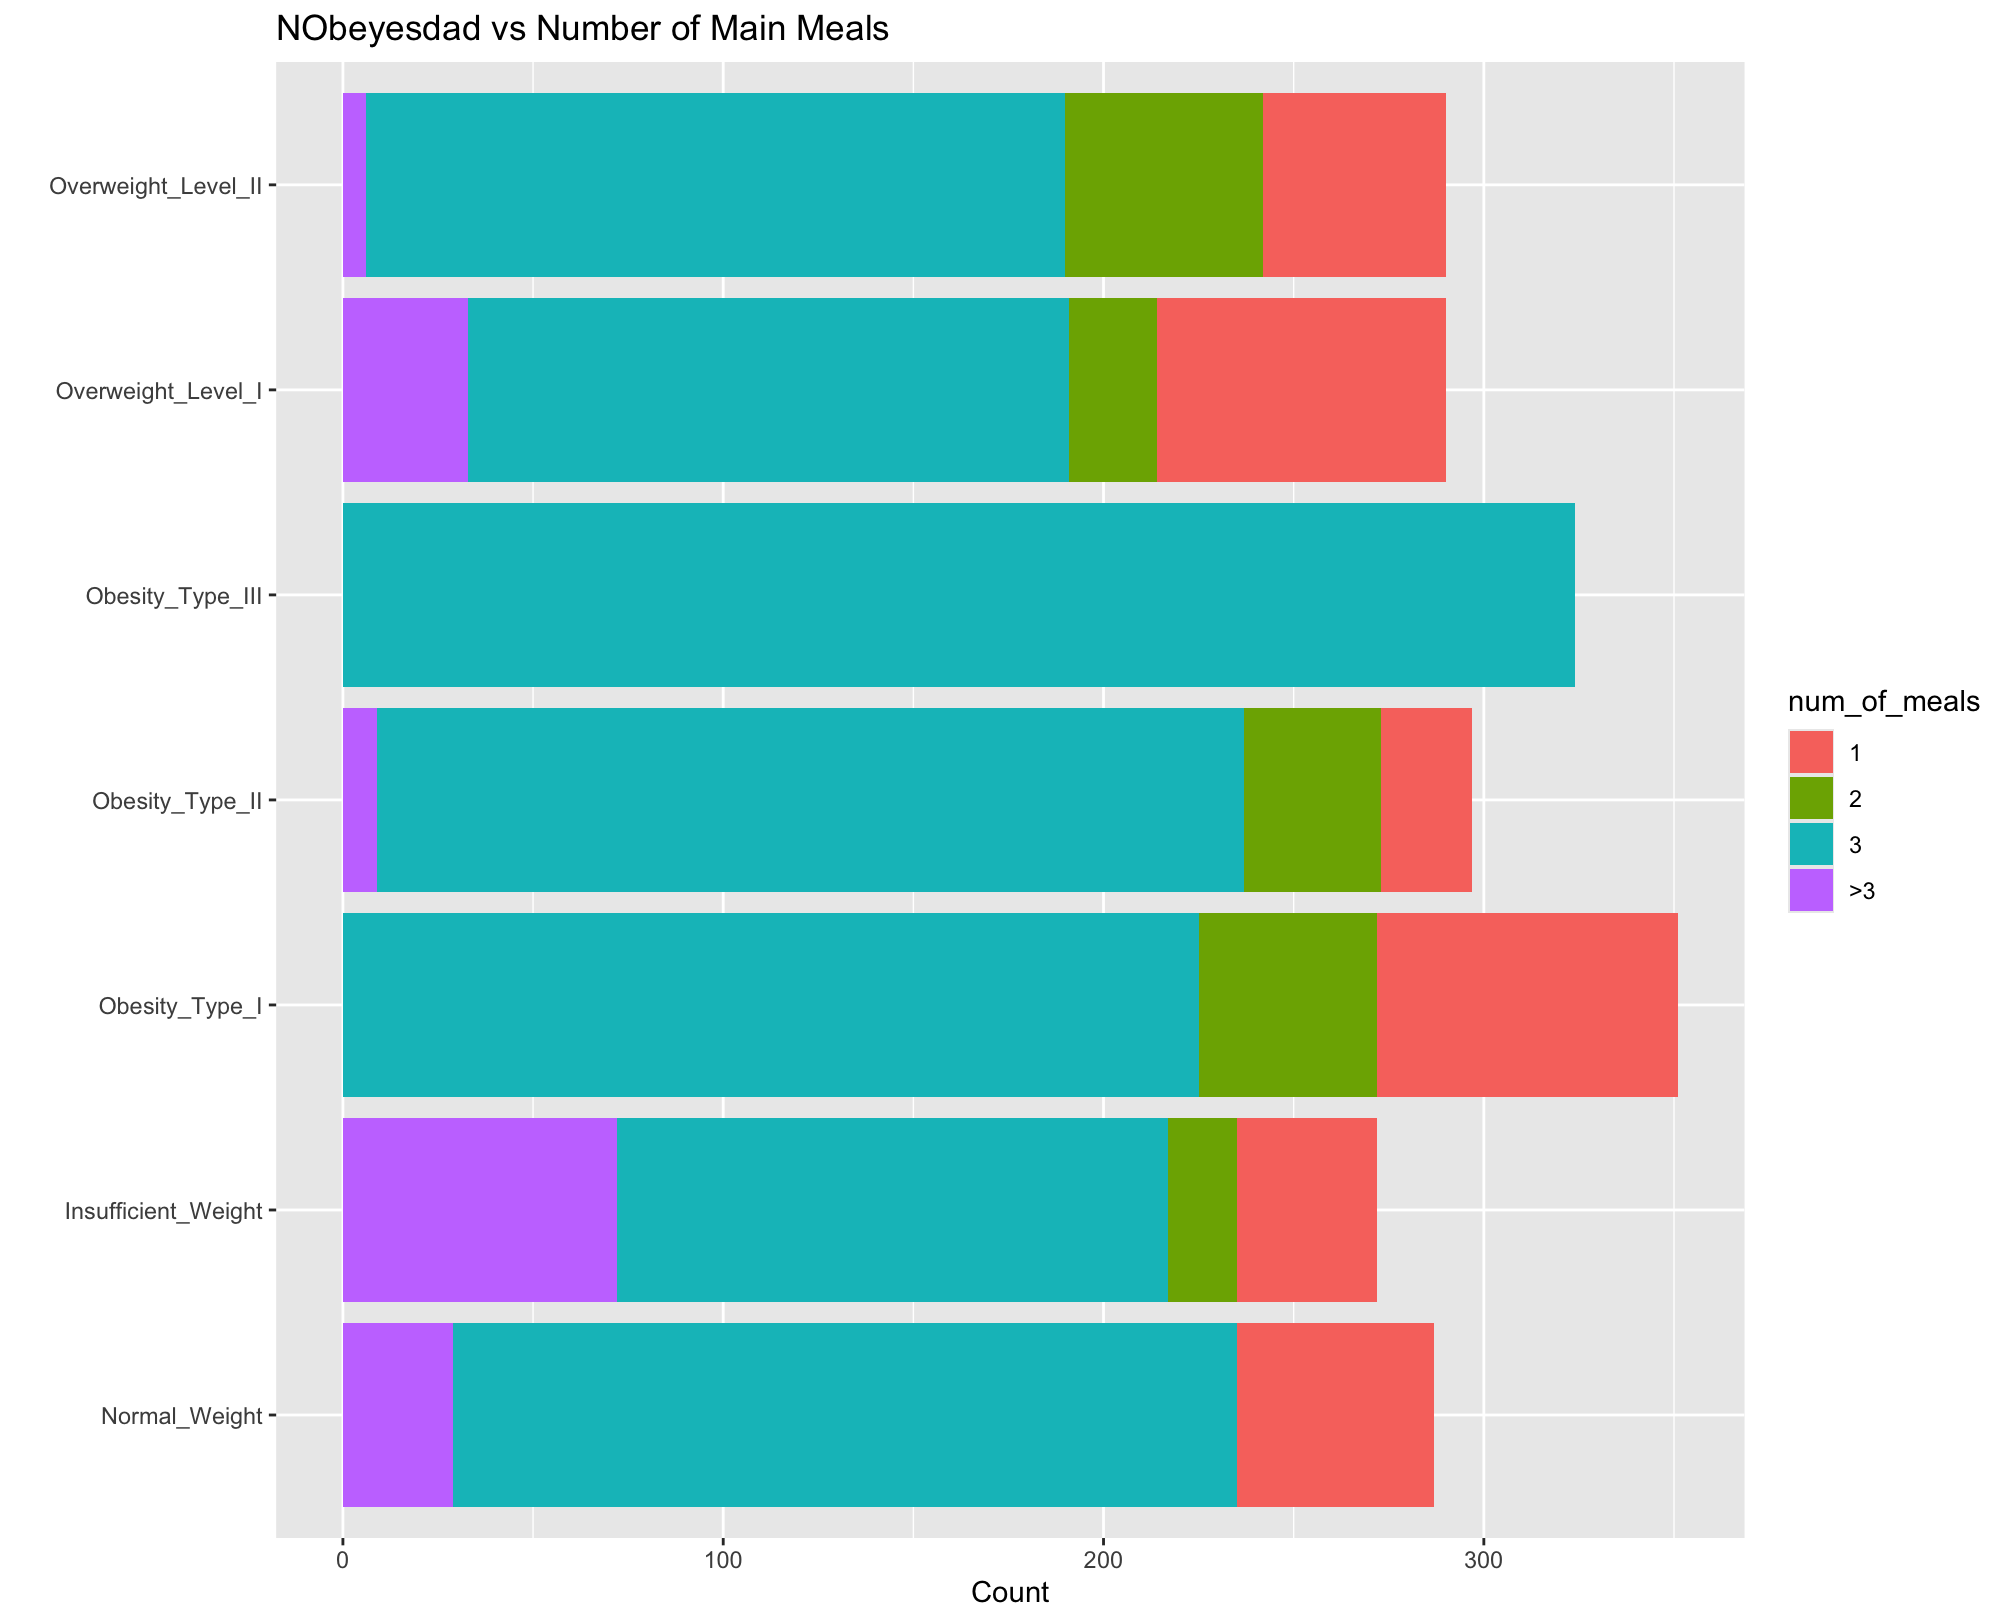 NObeyesdad vs Number of Main Meals
Overweight_Level_II
Overweight_Level_I
Obesity_Type_III
Obesity_Type_II
Obesity_Type_I
Insufficient_Weight
Normal_Weight
0 100 200 300
Count
num_of_meals
1
2
3
>3